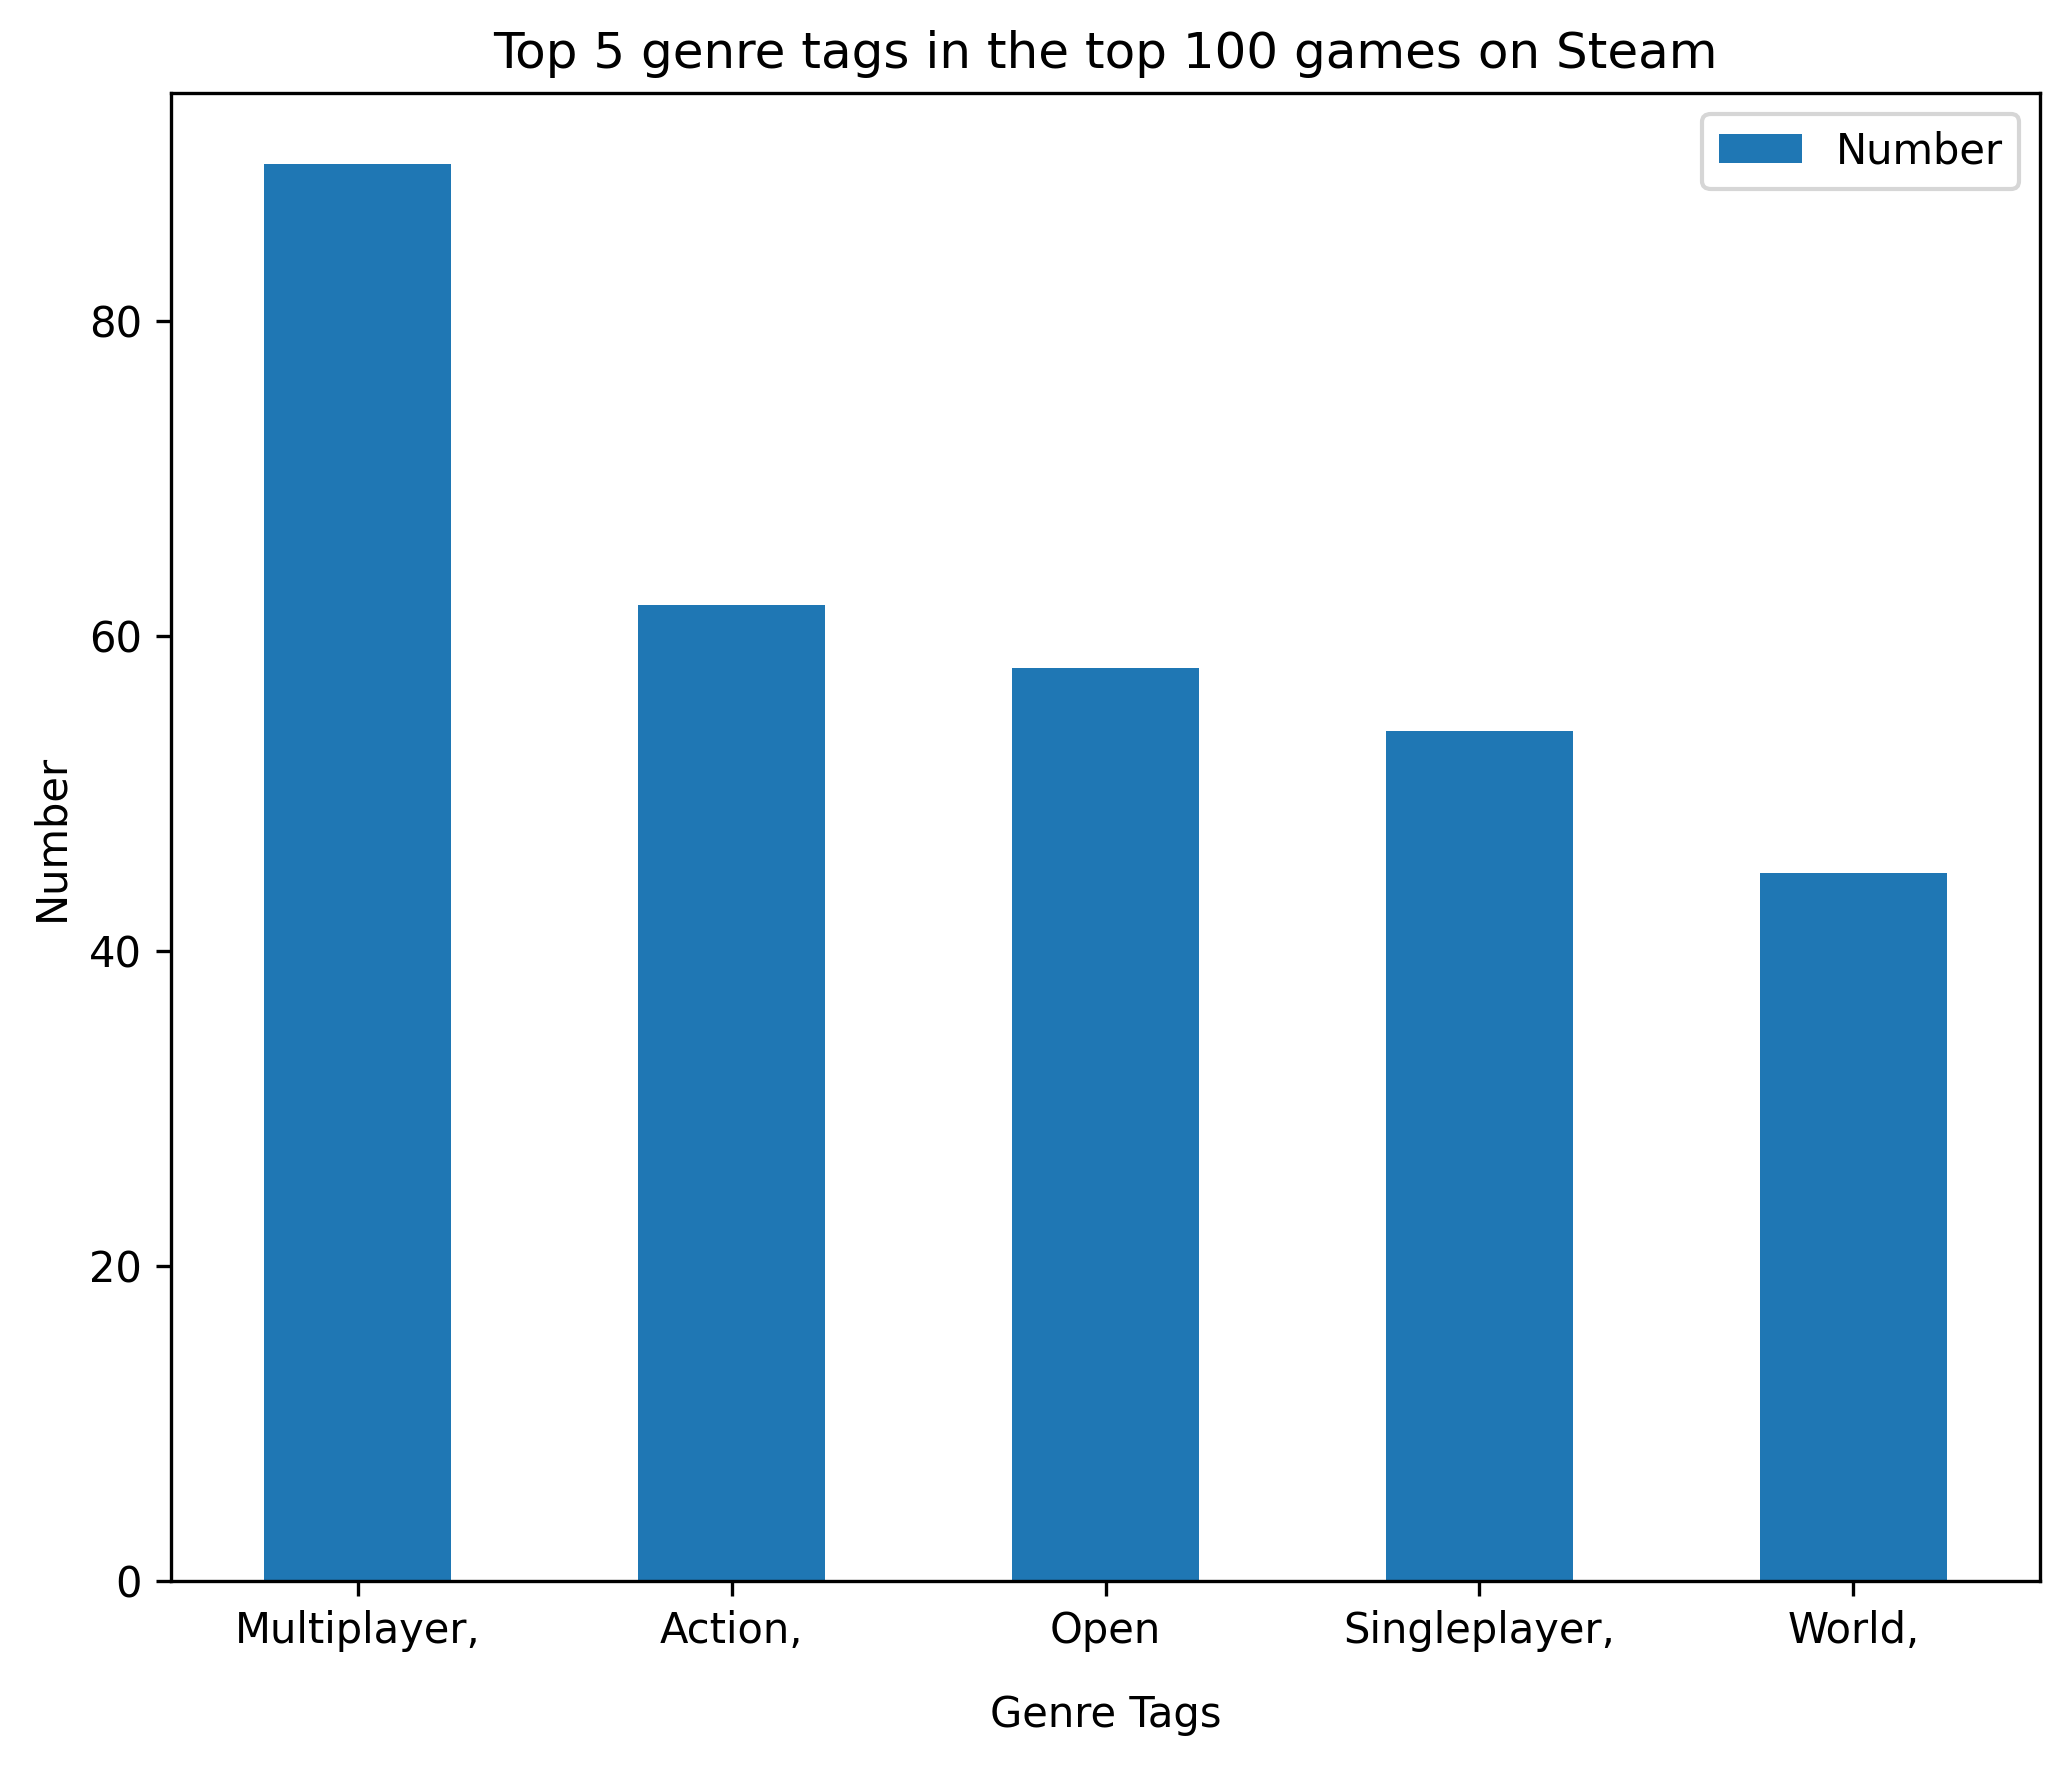 Top 5 genre tags in the top 100 games on Steam
Number
80
60
40
20
0
Number
Multiplayer,
Action,
Open
Singleplayer,
World,
Genre Tags